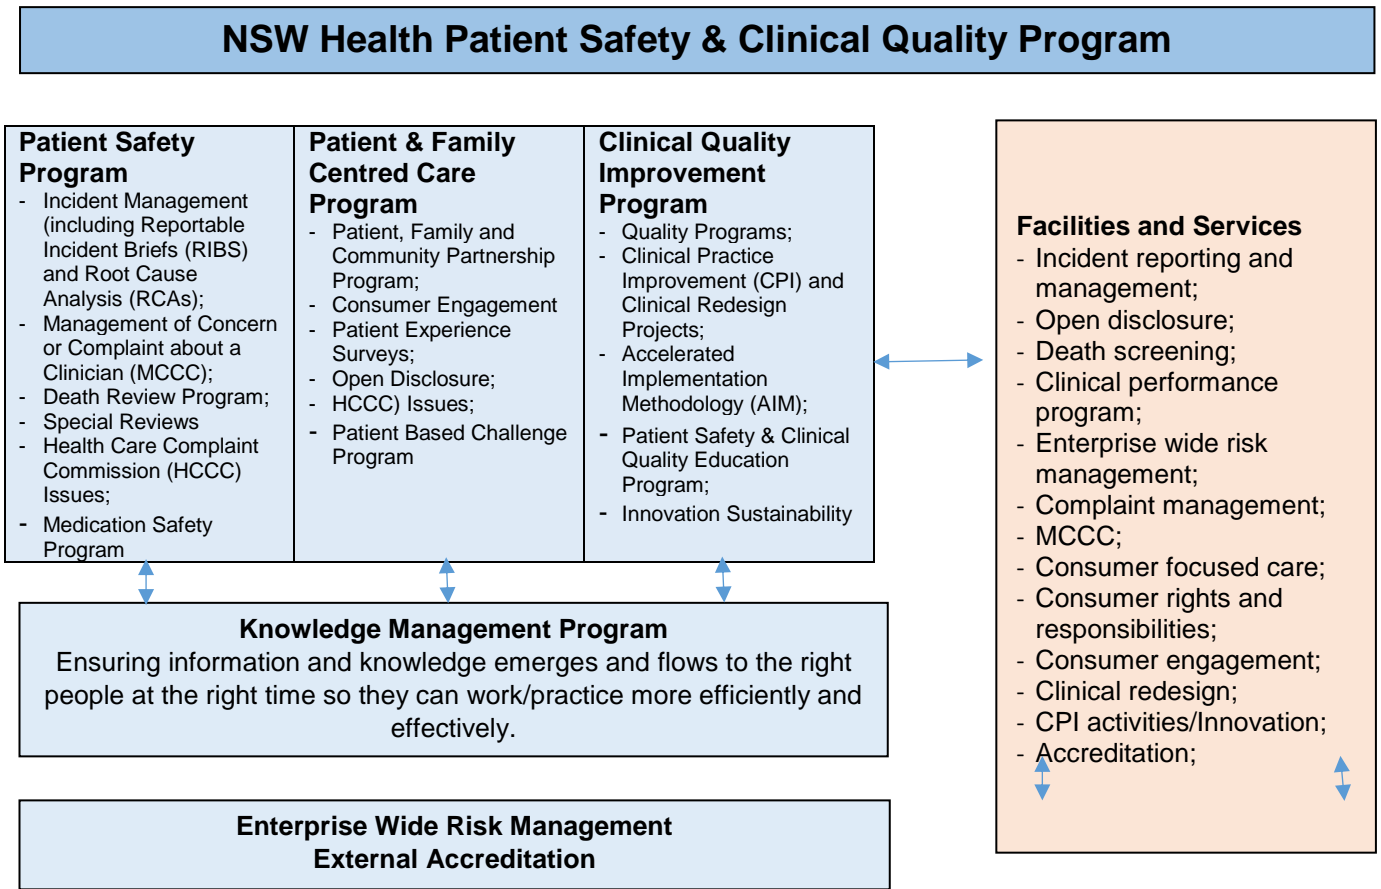 NSW Health Patient Safety & Clinical Quality Program
Patient Safety
Program
- Incident Management
(including Reportable
Incident Briefs (RIBS)
and Root Cause
Analysis (RCAs);
- Management of Concern
or Complaint about a
Clinician (MCCC);
- Death Review Program;
- Special Reviews
- Health Care Complaint
Commission (HCCC)
Issues;
- Medication Safety
Program
Patient & Family
Centred Care
Program
- Patient, Family and
Community Partnership
Program;
- Consumer Engagement
- Patient Experience
Surveys;
- Open Disclosure;
- HCCC) Issues;
- Patient Based Challenge
Program
Clinical Quality
Improvement
Program
- Quality Programs;
- Clinical Practice
Improvement (CPI) and
Clinical Redesign
Projects;
- Accelerated
Implementation
Methodology (AIM);
- Patient Safety & Clinical
Quality Education
Program;
- Innovation Sustainability
Facilities and Services
- Incident reporting and
management;
- Open disclosure;
- Death screening;
- Clinical performance
program;
- Enterprise wide risk
management;
- Complaint management;
- MCCC;
- Consumer focused care;
- Consumer rights and
responsibilities;
- Consumer engagement;
- Clinical redesign;
- CPI activities/Innovation;
- Accreditation;
Knowledge Management Program
Ensuring information and knowledge emerges and flows to the right
people at the right time so they can work/practice more efficiently and
effectively.
Enterprise Wide Risk Management
External Accreditation